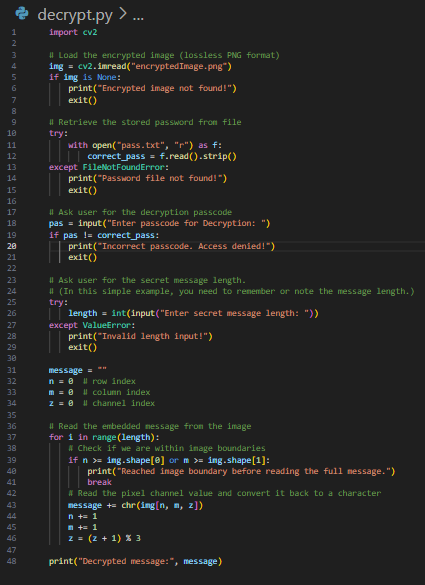 decrypt.py > ...
1 import cv2
2
3 # Load the encrypted image (lossless PNG format)
4 img = cv2.imread("encryptedImage.png")
5 if img is None:
6     print("Encrypted image not found!")
7     exit()
8
9 # Retrieve the stored password from file
10 try:
11     with open("pass.txt", "r") as f:
12         correct_pass = f.read().strip()
13 except FileNotFoundError:
14     print("Password file not found!")
15     exit()
16
17 # Ask user for the decryption passcode
18 pas = input("Enter passcode for Decryption: ")
19 if pas != correct_pass:
20     print("Incorrect passcode. Access denied!")
21     exit()
22
23 # Ask user for the secret message length.
24 # (In this simple example, you need to remember or note the message length.)
25 try:
26     length = int(input("Enter secret message length: "))
27 except ValueError:
28     print("Invalid length input!")
29     exit()
30
31 message = ""
32 n = 0  # row index
33 m = 0  # column index
34 z = 0  # channel index
35
36 # Read the embedded message from the image
37 for i in range(length):
38     # Check if we are within image boundaries
39     if n >= img.shape[0] or m >= img.shape[1]:
40         print("Reached image boundary before reading the full message.")
41         break
42     # Read the pixel channel value and convert it back to a character
43     message += chr(img[n, m, z])
44     n += 1
45     m += 1
46     z = (z + 1) % 3
47
48 print("Decrypted message:", message)